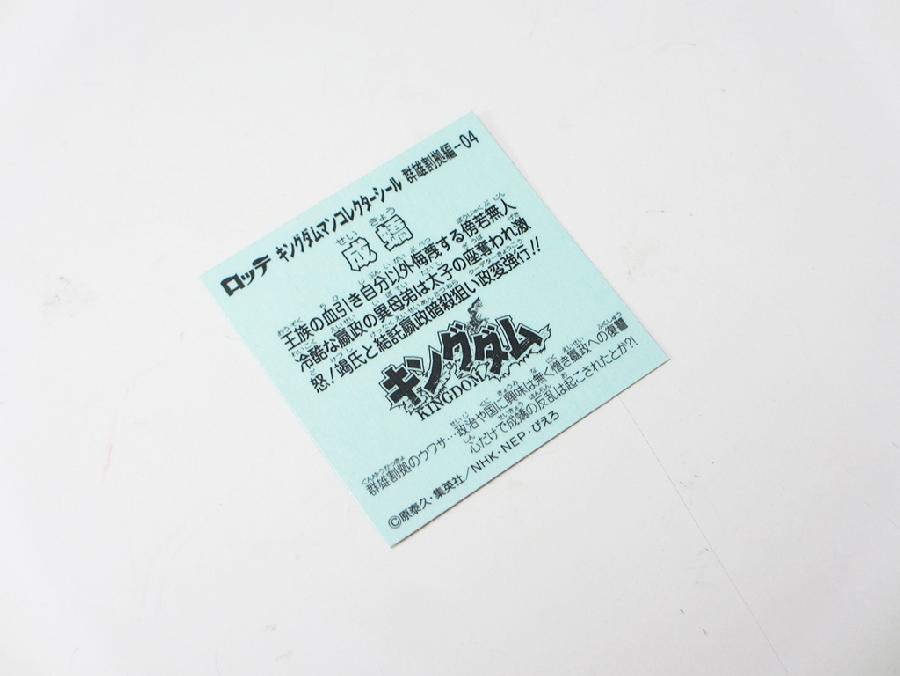 ロッテ キングダムマンコレクターシール 群雄割拠編-04
せい きょう
成蟜
王族の血引き自分以外侮蔑する傍若無人
冷酷な嬴政の異母弟は太子の座奪われ激
怒!竭氏と結託嬴政暗殺狙い政変強行!!
キングダム
KINGDOM
群雄割拠のウワサ…政治や国に興味は無く憎き嬴政への復讐
心だけで成蟜の反乱は起こされたとか?!
©原泰久・集英社/NHK・NEP・ぴえろ